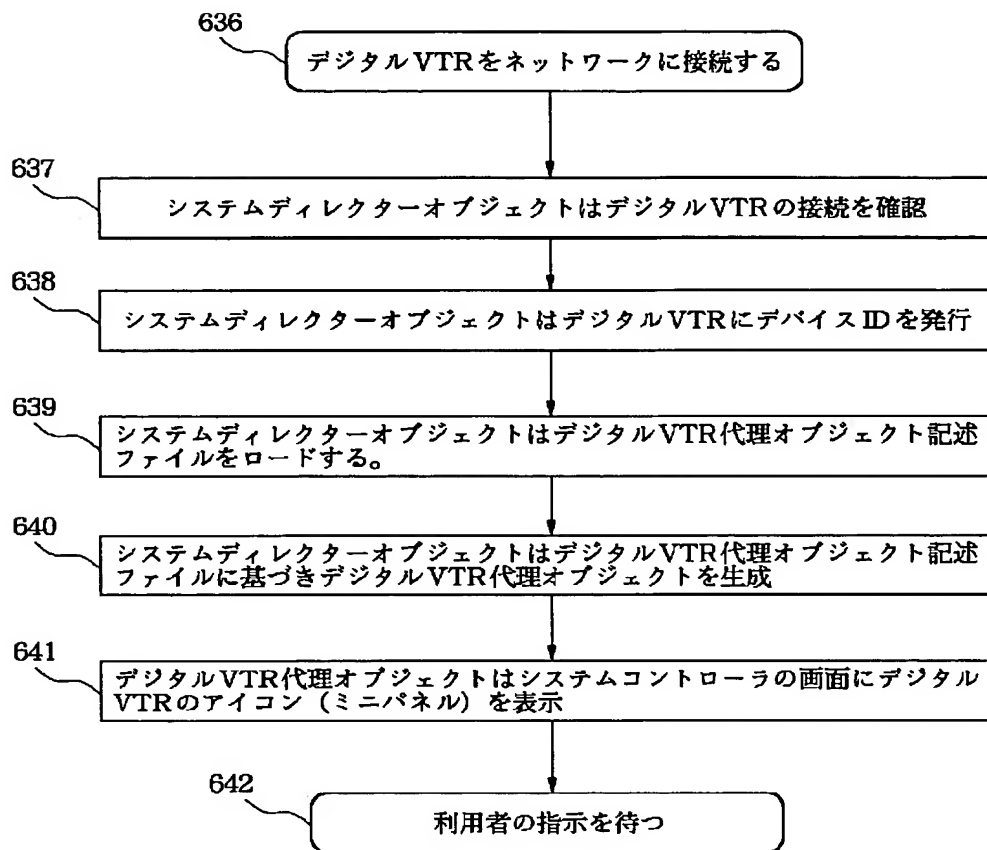 636
デジタルVTRをネットワークに接続する
637
システムディレクターオブジェクトはデジタルVTRの接続を確認
638
システムディレクターオブジェクトはデジタルVTRにデバイスIDを発行
639
システムディレクターオブジェクトはデジタルVTR代理オブジェクト記述
ファイルをロードする。
640
システムディレクターオブジェクトはデジタルVTR代理オブジェクト記述
ファイルに基づきデジタルVTR代理オブジェクトを生成
641
デジタルVTR代理オブジェクトはシステムコントローラの画面にデジタル
VTRのアイコン（ミニパネル）を表示
642
利用者の指示を待つ